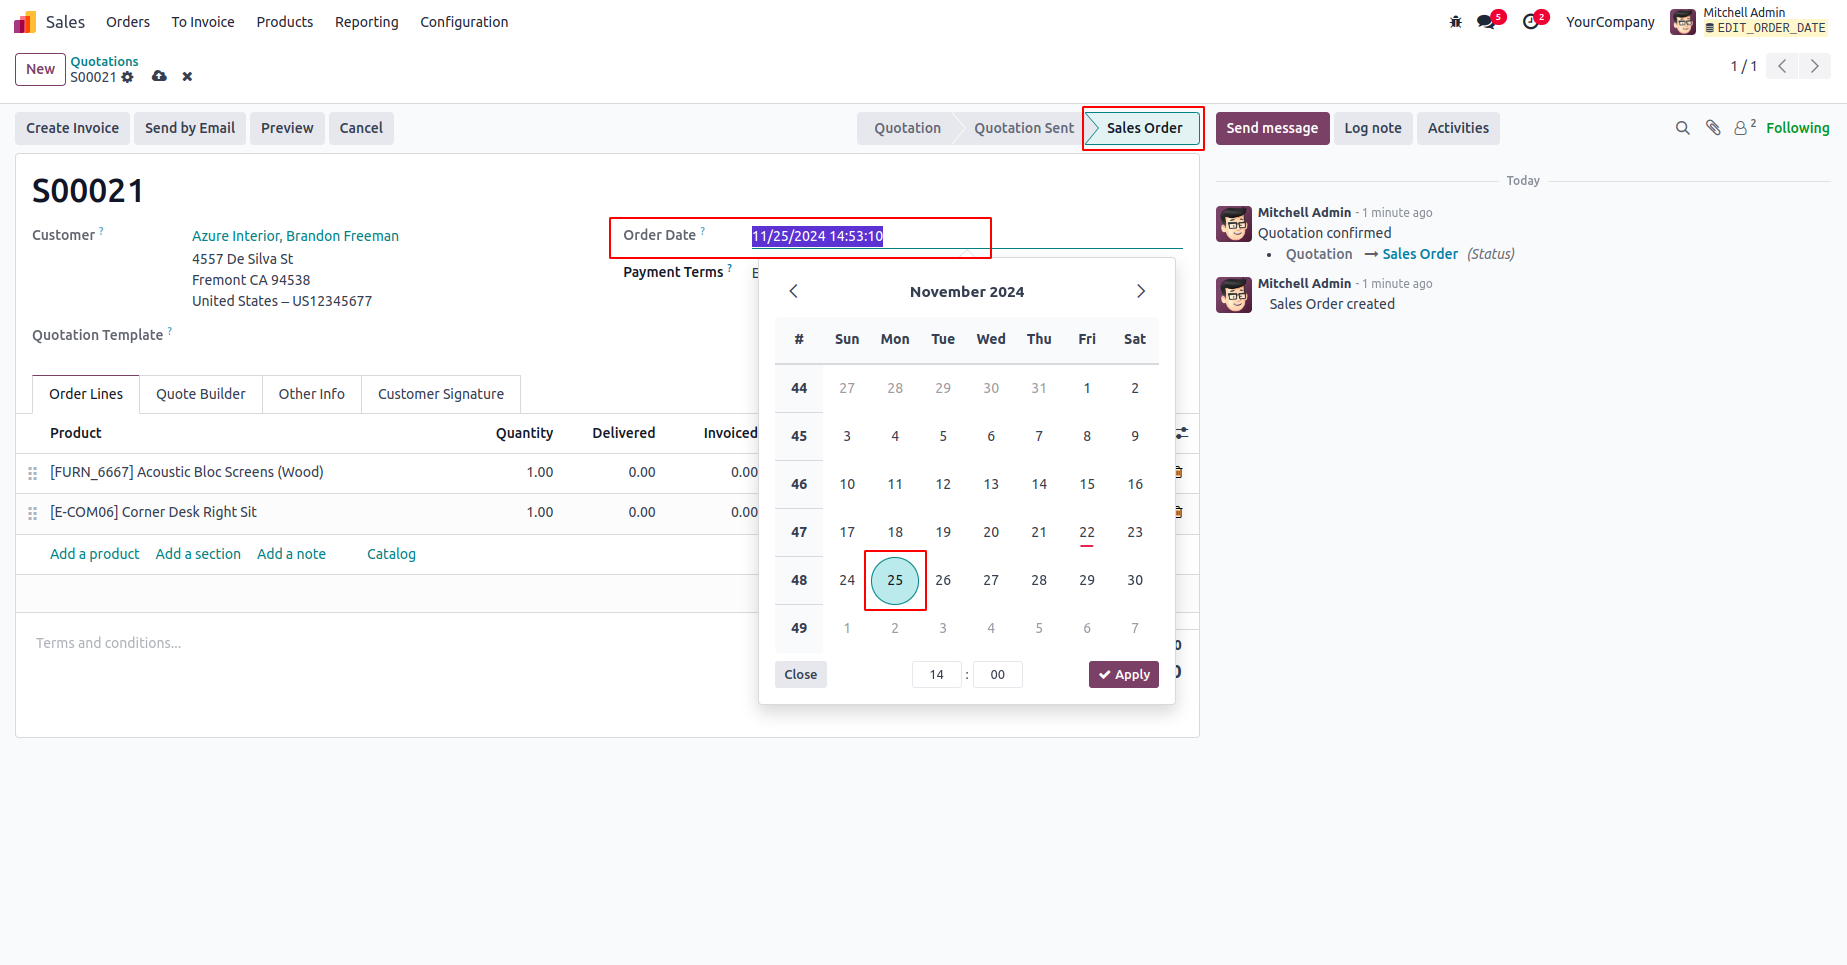 Sales Orders To Invoice Products Reporting Configuration 5 2 YourCompany Mitchell Admin
EDIT_ORDER_DATE
New Quotations
S00021
1 / 1
Create Invoice Send by Email Preview Cancel Quotation Quotation Sent Sales Order Send message Log note Activities 2 Following
S00021
Customer ? Azure Interior, Brandon Freeman
4557 De Silva St
Fremont CA 94538
United States – US12345677
Quotation Template ?
Order Date ? 11/25/2024 14:53:10
Payment Terms ? E
November 2024
# Sun Mon Tue Wed Thu Fri Sat
44 27 28 29 30 31 1 2
45 3 4 5 6 7 8 9
46 10 11 12 13 14 15 16
47 17 18 19 20 21 22 23
48 24 25 26 27 28 29 30
49 1 2 3 4 5 6 7
Close 14 : 00 Apply
Order Lines Quote Builder Other Info Customer Signature
Product Quantity Delivered Invoiced
[FURN_6667] Acoustic Bloc Screens (Wood) 1.00 0.00 0.00
[E-COM06] Corner Desk Right Sit 1.00 0.00 0.00
Add a product Add a section Add a note Catalog
Terms and conditions...
0
0
Today
Mitchell Admin - 1 minute ago
Quotation confirmed
• Quotation → Sales Order (Status)
Mitchell Admin - 1 minute ago
Sales Order created